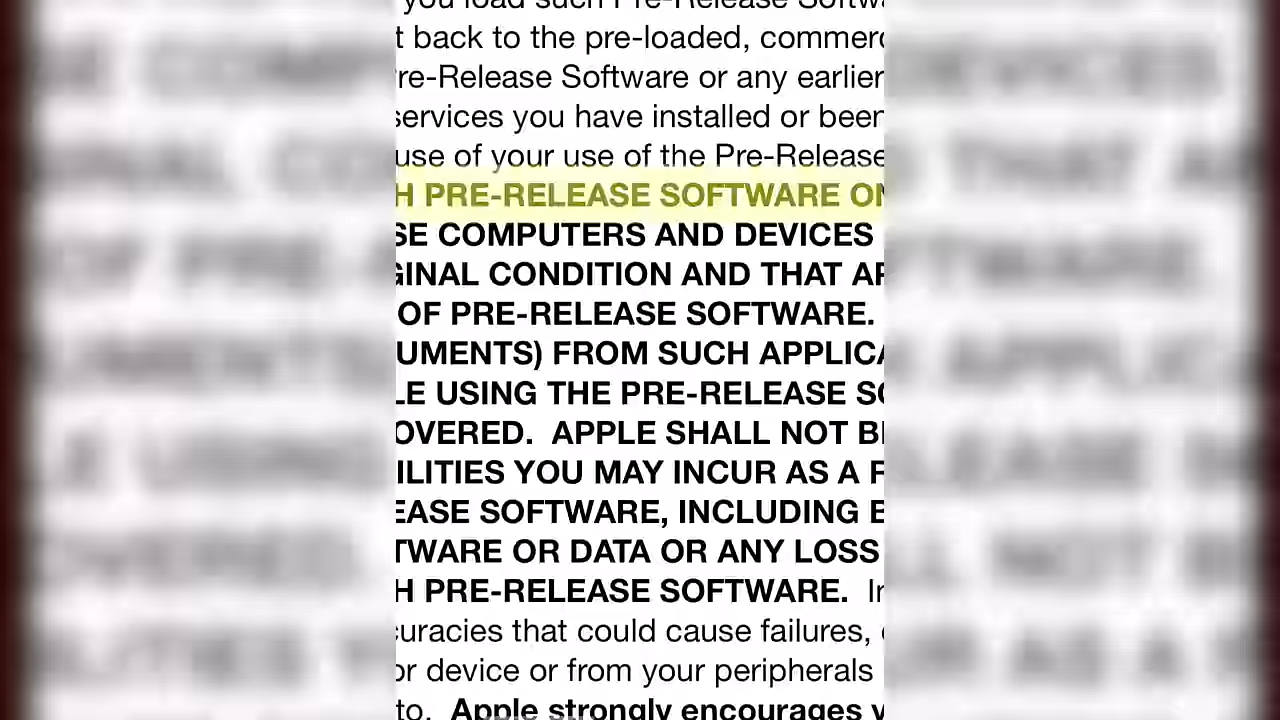 you load such Pre-Release Softwa
t back to the pre-loaded, commerc
re-Release Software or any earlier
services you have installed or been
use of your use of the Pre-Release
H PRE-RELEASE SOFTWARE ON
SE COMPUTERS AND DEVICES
GINAL CONDITION AND THAT AR
OF PRE-RELEASE SOFTWARE.
UMENTS) FROM SUCH APPLICA
LE USING THE PRE-RELEASE SO
OVERED.  APPLE SHALL NOT BE
ILITIES YOU MAY INCUR AS A R
EASE SOFTWARE, INCLUDING B
TWARE OR DATA OR ANY LOSS
H PRE-RELEASE SOFTWARE.  In
curacies that could cause failures,
or device or from your peripherals
to.  Apple strongly encourages y